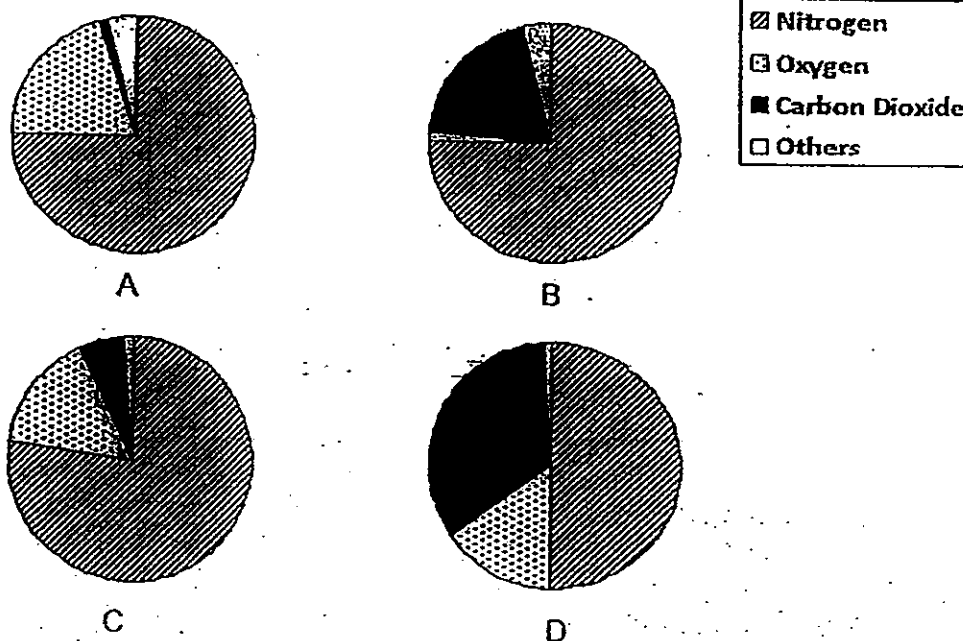 Nitrogen
Oxygen
Carbon Dioxide
Others
A
B
C
D